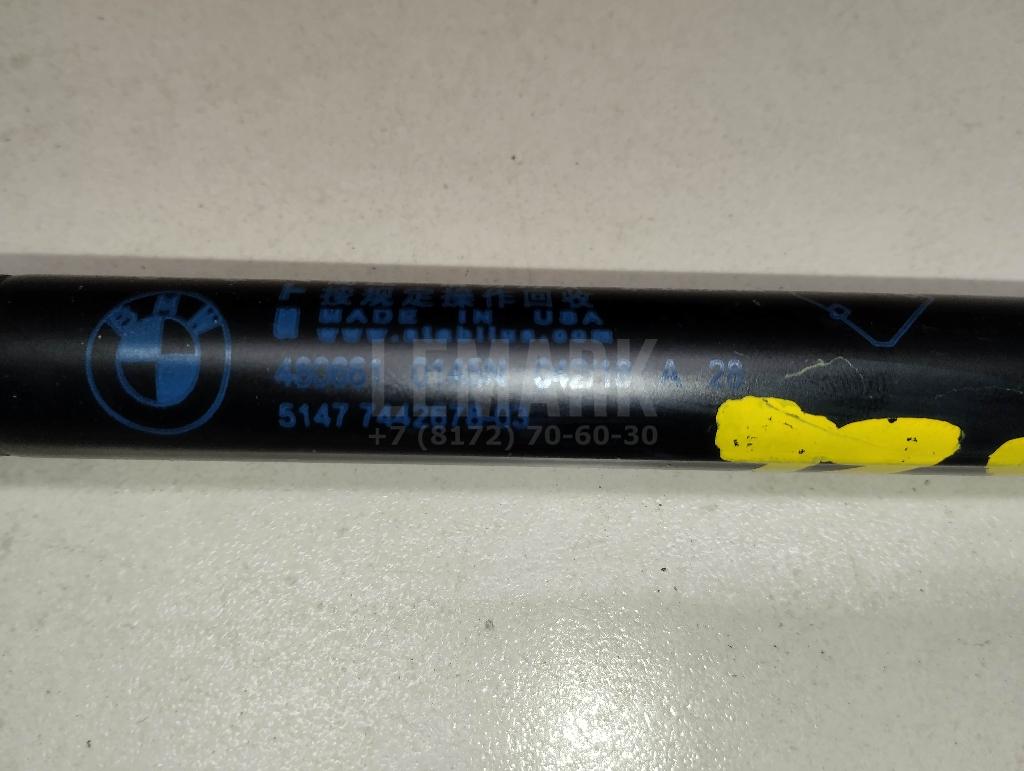 BMW
按规定操作回收
MADE IN USA
www.stabilus.com
0145N A 28
5147 7442678-03
LEMARK
+7 (8172) 70-60-30